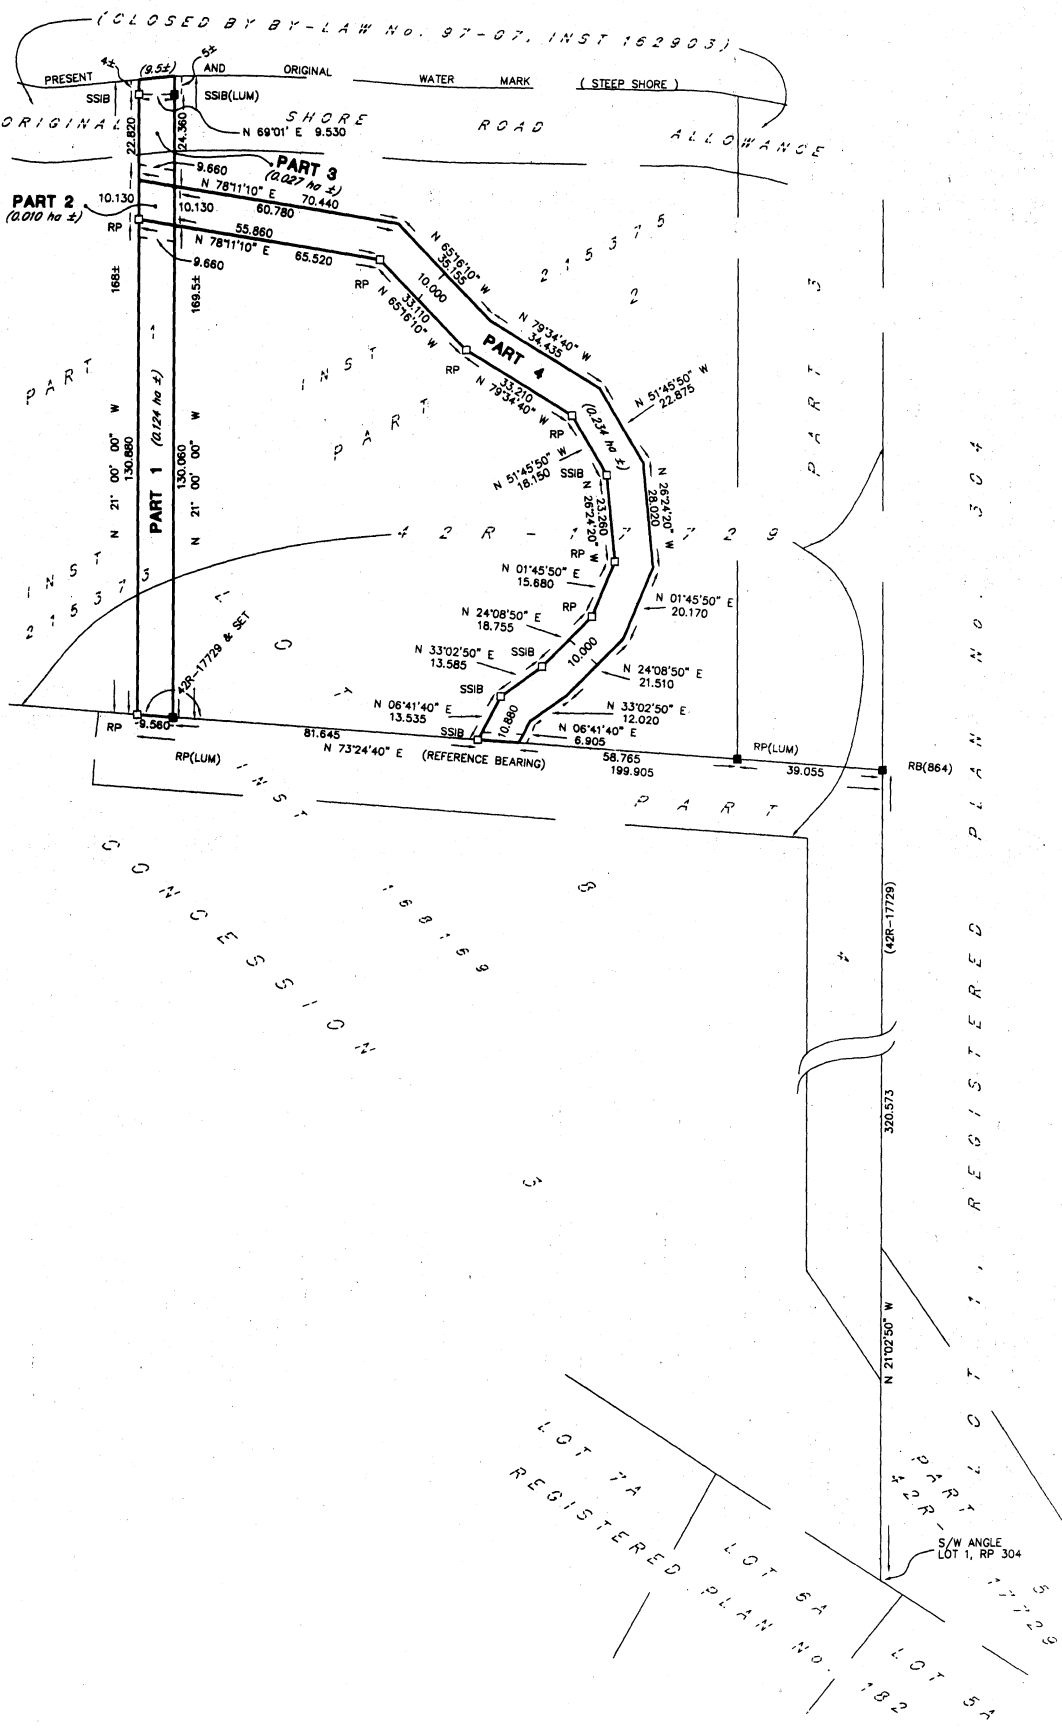 (CLOSED BY BY-LAW No. 97-07, INST 162903)
4±
(9.5±)
5±
PRESENT AND ORIGINAL WATER MARK (STEEP SHORE)
SSIB
SSIB(LUM)
ORIGINAL SHORE ROAD ALLOWANCE
N 69°01' E 9.530
22.820
24.360
PART 3
(0.027 ha ±)
9.660
N 78°11'10" E 70.440
60.780
PART 2
(0.010 ha ±)
10.130
10.130
RP
55.860
N 78°11'10" E 65.520
9.660
RP
168±
169.5±
N 65°16'10" W
35.155
10.000
33.110
N 65°16'10" W
RP
N 79°34'40" W
34.435
PART 4
(0.234 ha ±)
33.210
N 79°34'40" W
RP
N 51°45'50" W
22.875
N 51°45'50" W
18.150
SSIB
N 26°24'20" W
28.020
23.260
N 26°24'20" W
RP
INST 215375
PART 2
PART 3
PART 1
INST 215373
N 21°00'00" W
130.880
PART 1 (0.124 ha ±)
130.060
N 21°00'00" W
42R-17729
N 01°45'50" E
15.680
N 01°45'50" E
20.170
RP
N 24°08'50" E
18.755
10.000
N 24°08'50" E
21.510
SSIB
N 33°02'50" E
13.585
N 33°02'50" E
12.020
SSIB
N 06°41'40" E
13.535
10.880
N 06°41'40" E
6.905
SSIB
42R-17729 & SET
RP
9.560
RP(LUM)
81.645
N 73°24'40" E (REFERENCE BEARING)
58.765
199.905
RP(LUM)
39.055
RB(864)
LOT 8
INST 168169
PART 4
CONCESSION 3
(42R-17729)
320.573
N 21°02'50" W
LOT 1, REGISTERED PLAN NO. 304
LOT 7A
LOT 6A
LOT 5A
REGISTERED PLAN NO. 182
PART 5
42R-17729
S/W ANGLE
LOT 1, RP 304